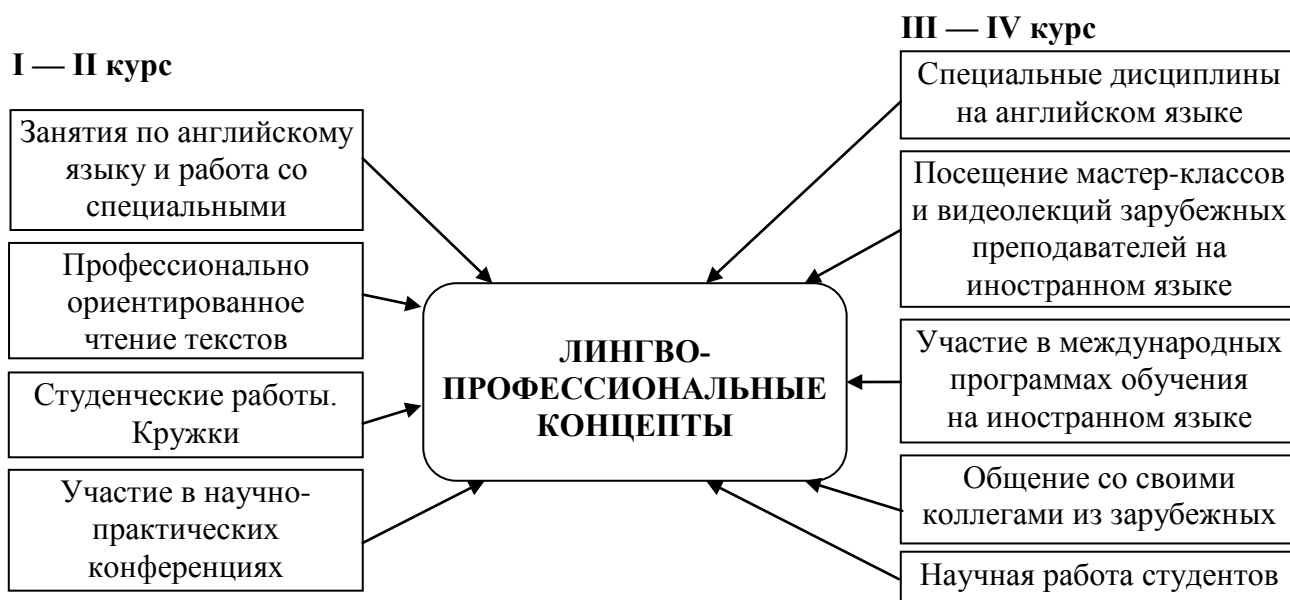 I — II курс
Занятия по английскому
языку и работа со
специальными
Профессионально
ориентированное
чтение текстов
Студенческие работы.
Кружки
Участие в научно-
практических
конференциях
ЛИНГВО-
ПРОФЕССИОНАЛЬНЫЕ
КОНЦЕПТЫ
III — IV курс
Специальные дисциплины
на английском языке
Посещение мастер-классов
и видеолекций зарубежных
преподавателей на
иностранном языке
Участие в международных
программах обучения
на иностранном языке
Общение со своими
коллегами из зарубежных
Научная работа студентов